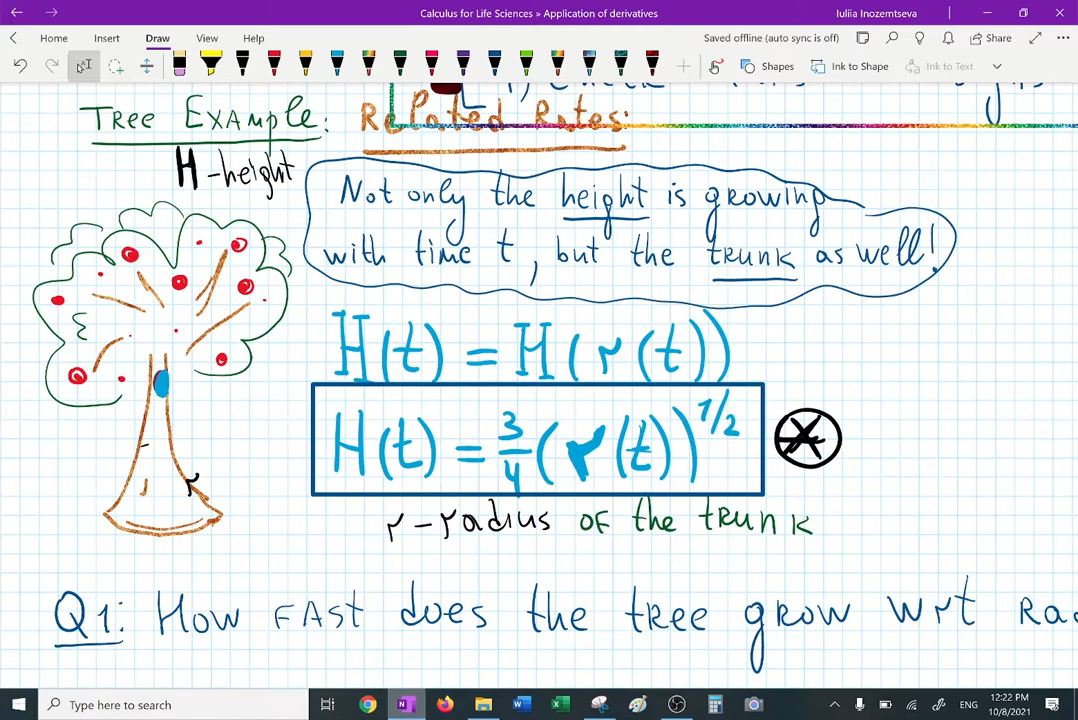 Calculus for Life Sciences » Application of derivatives
Iuliia Inozemtseva
Home Insert Draw View Help
Saved offline (auto sync is off)
Share
Shapes
Ink to Shape
Ink to Text
Tree Example: Related Rates:
H - height
Not only the height is growing
with time t, but the trunk as well!
H(t) = H(r(t))
H(t) = 3/4 (r(t))^1/2
r
r - radius of the trunk
Q1: How fast does the tree grow wrt Ra
Type here to search
ENG
12:22 PM
10/8/2021